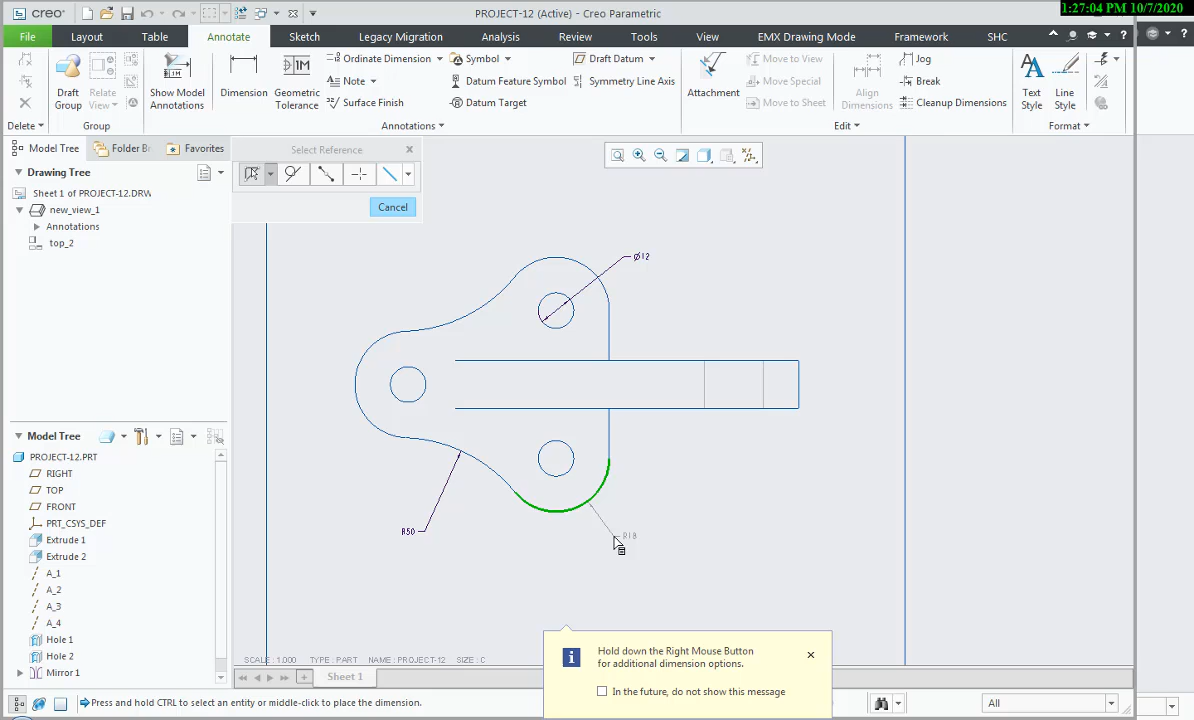 creo
PROJECT-12 (Active) - Creo Parametric
1:27:04 PM 10/7/2020
File
Layout
Table
Annotate
Sketch
Legacy Migration
Analysis
Review
Tools
View
EMX Drawing Mode
Framework
SHC
Draft Group
Relate View
Show Model Annotations
Dimension
Geometric Tolerance
Ordinate Dimension
Note
Surface Finish
Symbol
Datum Feature Symbol
Datum Target
Draft Datum
Symmetry Line Axis
Attachment
Move to View
Move Special
Move to Sheet
Align Dimensions
Jog
Break
Cleanup Dimensions
Text Style
Line Style
Delete
Group
Annotations
Edit
Format
Model Tree
Folder Br
Favorites
Drawing Tree
Sheet 1 of PROJECT-12.DRW
new_view_1
Annotations
top_2
Select Reference
Cancel
Ø12
R50
R18
Model Tree
PROJECT-12.PRT
RIGHT
TOP
FRONT
PRT_CSYS_DEF
Extrude 1
Extrude 2
A_1
A_2
A_3
A_4
Hole 1
Hole 2
Mirror 1
SCALE : 1.000 TYPE : PART NAME : PROJECT-12 SIZE : C
Sheet 1
Hold down the Right Mouse Button
for additional dimension options.
In the future, do not show this message
Press and hold CTRL to select an entity or middle-click to place the dimension.
All